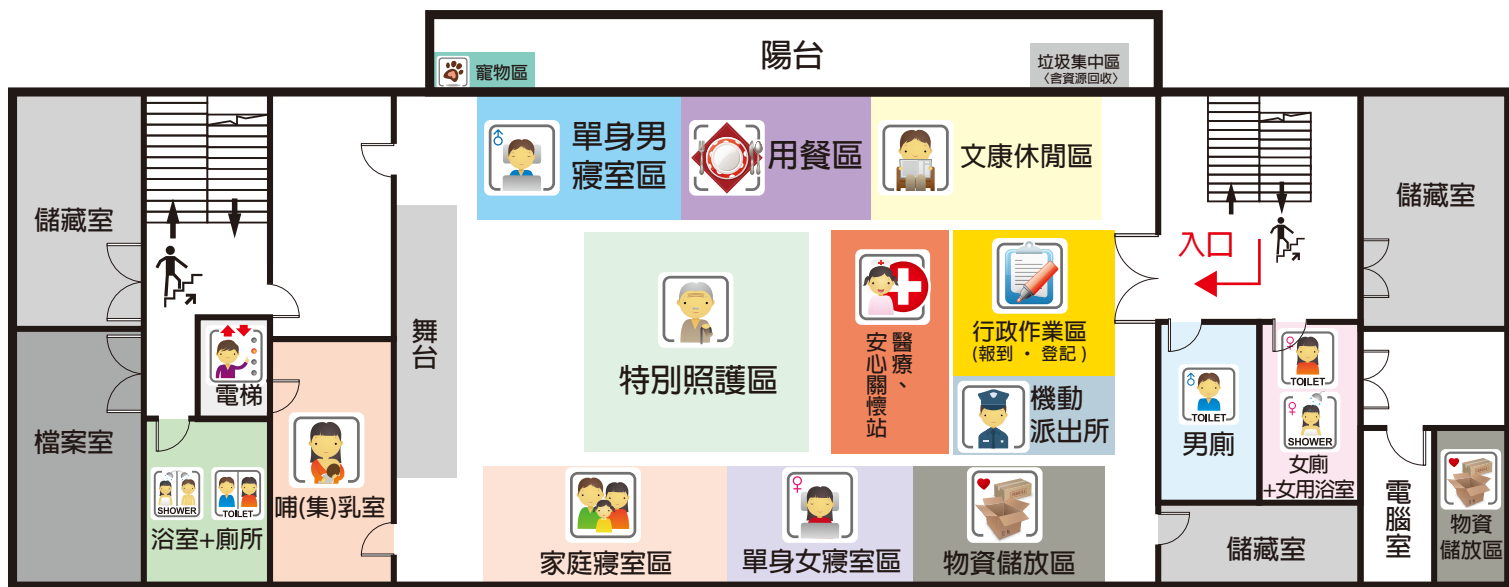 陽台
寵物區
垃圾集中區
〈含資源回收〉
儲藏室
單身男
寢室區
用餐區
文康休閒區
儲藏室
入口
舞台
特別照護區
醫療、
安心關懷站
行政作業區
(報到 · 登記)
機動
派出所
電梯
檔案室
SHOWER
TOILET
浴室+廁所
哺(集)乳室
TOILET
男廁
TOILET
SHOWER
女廁
+女用浴室
家庭寢室區
單身女寢室區
物資儲放區
儲藏室
電腦室
物資
儲放區